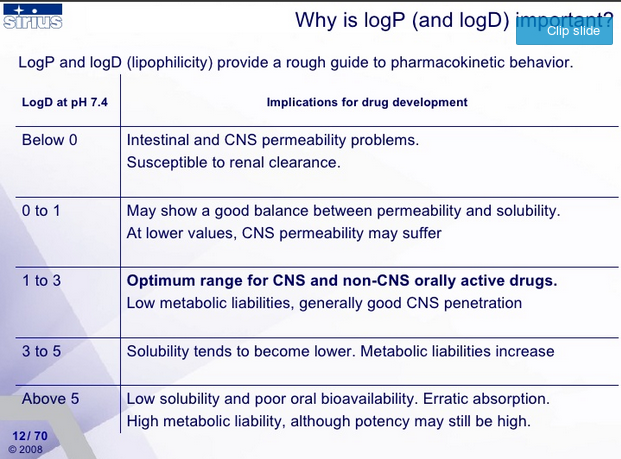 sirius
Why is logP (and logD) important?
Clip slide
LogP and logD (lipophilicity) provide a rough guide to pharmacokinetic behavior.
LogD at pH 7.4
Implications for drug development
Below 0
Intestinal and CNS permeability problems.
Susceptible to renal clearance.
0 to 1
May show a good balance between permeability and solubility.
At lower values, CNS permeability may suffer
1 to 3
Optimum range for CNS and non-CNS orally active drugs.
Low metabolic liabilities, generally good CNS penetration
3 to 5
Solubility tends to become lower. Metabolic liabilities increase
Above 5
Low solubility and poor oral bioavailability. Erratic absorption.
High metabolic liability, although potency may still be high.
12/ 70
© 2008